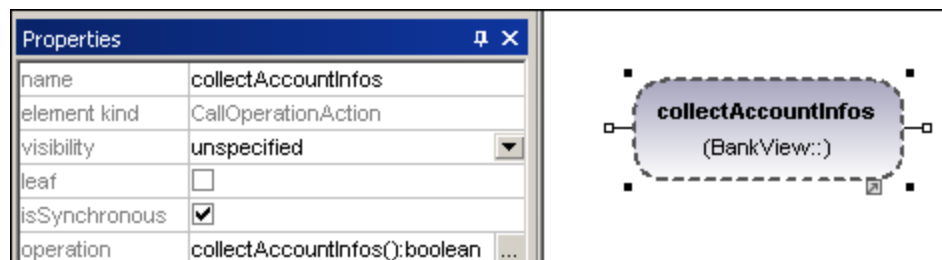 Properties
name collectAccountInfos
element kind CallOperationAction
visibility unspecified
leaf
isSynchronous
operation collectAccountInfos():boolean ...
collectAccountInfos
(BankView::)